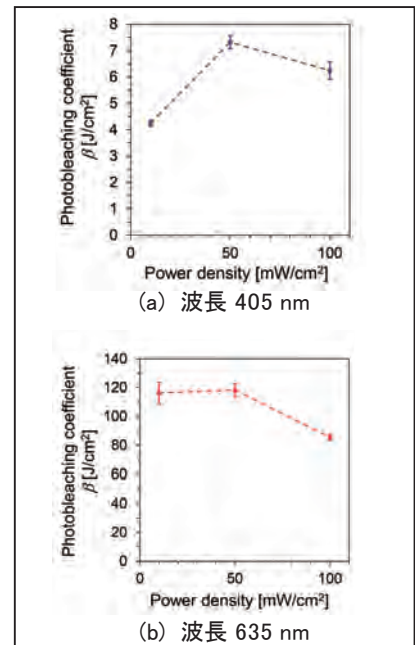 Photobleaching coefficient
β [J/cm²]
8
7
6
5
4
3
2
1
0
0
50
100
Power density [mW/cm²]
(a) 波長 405 nm
Photobleaching coefficient
β [J/cm²]
140
120
100
80
60
40
20
0
0
50
100
Power density [mW/cm²]
(b) 波長 635 nm